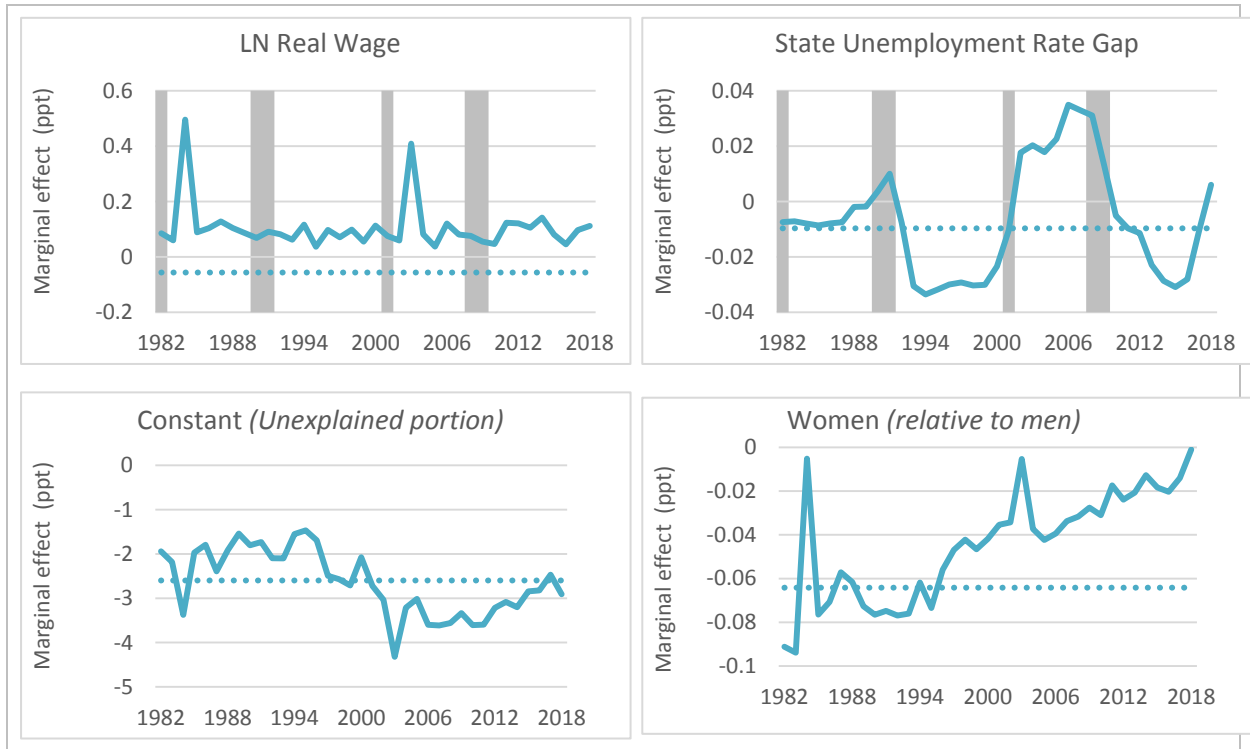 LN Real Wage
Marginal effect (ppt)
0.6
0.4
0.2
0
-0.2
1982 1988 1994 2000 2006 2012 2018
State Unemployment Rate Gap
Marginal effect (ppt)
0.04
0.02
0
-0.02
-0.04
1982 1988 1994 2000 2006 2012 2018
Constant (Unexplained portion)
Marginal effect (ppt)
0
-1
-2
-3
-4
-5
1982 1988 1994 2000 2006 2012 2018
Women (relative to men)
Marginal effect (ppt)
0
-0.02
-0.04
-0.06
-0.08
-0.1
1982 1988 1994 2000 2006 2012 2018